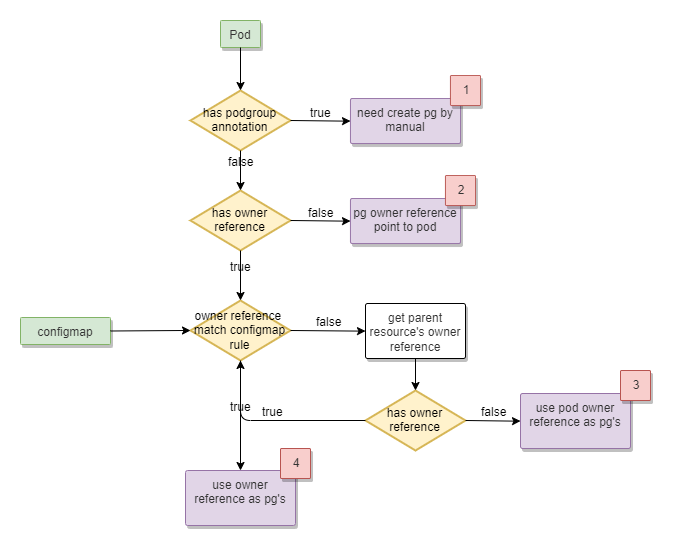 Pod
1
has podgroup
annotation
true
need create pg by
manual
false
2
has owner
reference
false
pg owner reference
point to pod
true
configmap
owner reference
match configmap
rule
false
get parent
resource's owner
reference
3
true
true
has owner
reference
false
use pod owner
reference as pg's
4
use owner
reference as pg's